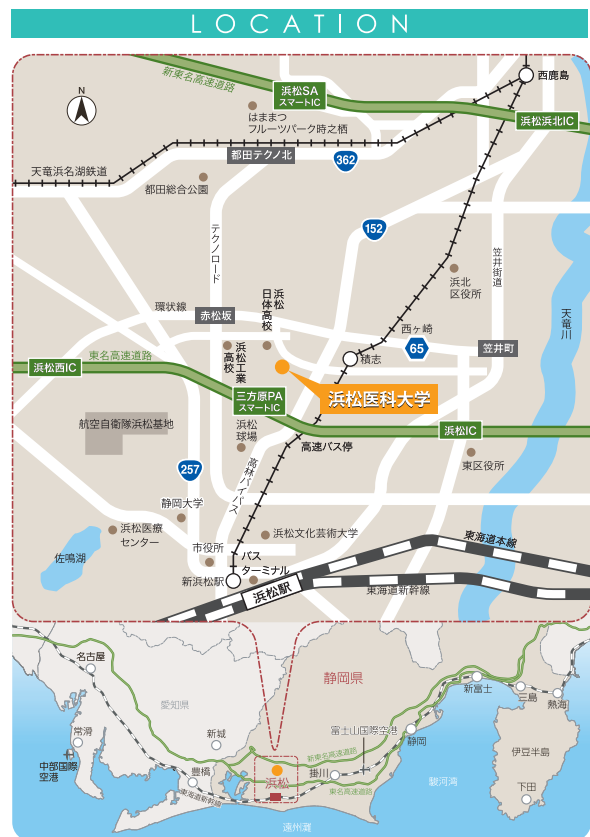 LOCATION
新東名高速道路
西鹿島
浜松SA
スマートIC
N
はままつ
フルーツパーク時之栖
浜松浜北IC
都田テクノ北
362
天竜浜名湖鉄道
都田総合公園
152
テクノロード
笠井街道
浜北
区役所
浜松
日体高校
環状線
赤松坂
天竜川
西ヶ崎
65
笠井町
浜松工業
高校
東名高速道路
積志
浜松西IC
三方原PA
スマートIC
浜松医科大学
航空自衛隊浜松基地
浜松
球場
浜松IC
高速バス停
東区役所
257
高林バイパス
静岡大学
浜松医療
センター
浜松文化芸術大学
東海道本線
市役所
バス
ターミナル
佐鳴湖
新浜松駅
浜松駅
東海道新幹線
名古屋
静岡県
新富士
愛知県
三島
熱海
常滑
新城
富士山国際空港
静岡
中部国際
空港
新東名高速道路
伊豆半島
豊橋
浜松
掛川
駿河湾
下田
東海道新幹線
東名高速道路
遠州灘